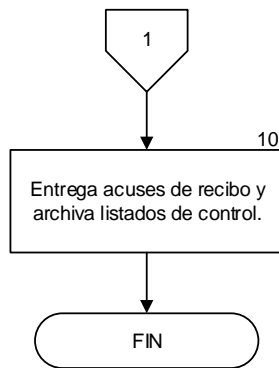 1
10
Entrega acuses de recibo y
archiva listados de control.
FIN